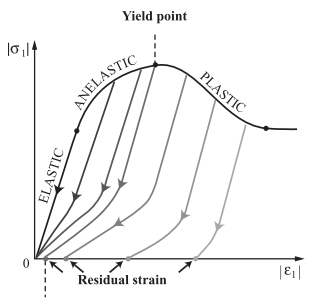 Yield point
|σ₁|
ANELASTIC
PLASTIC
ELASTIC
0
Residual strain
|ε₁|